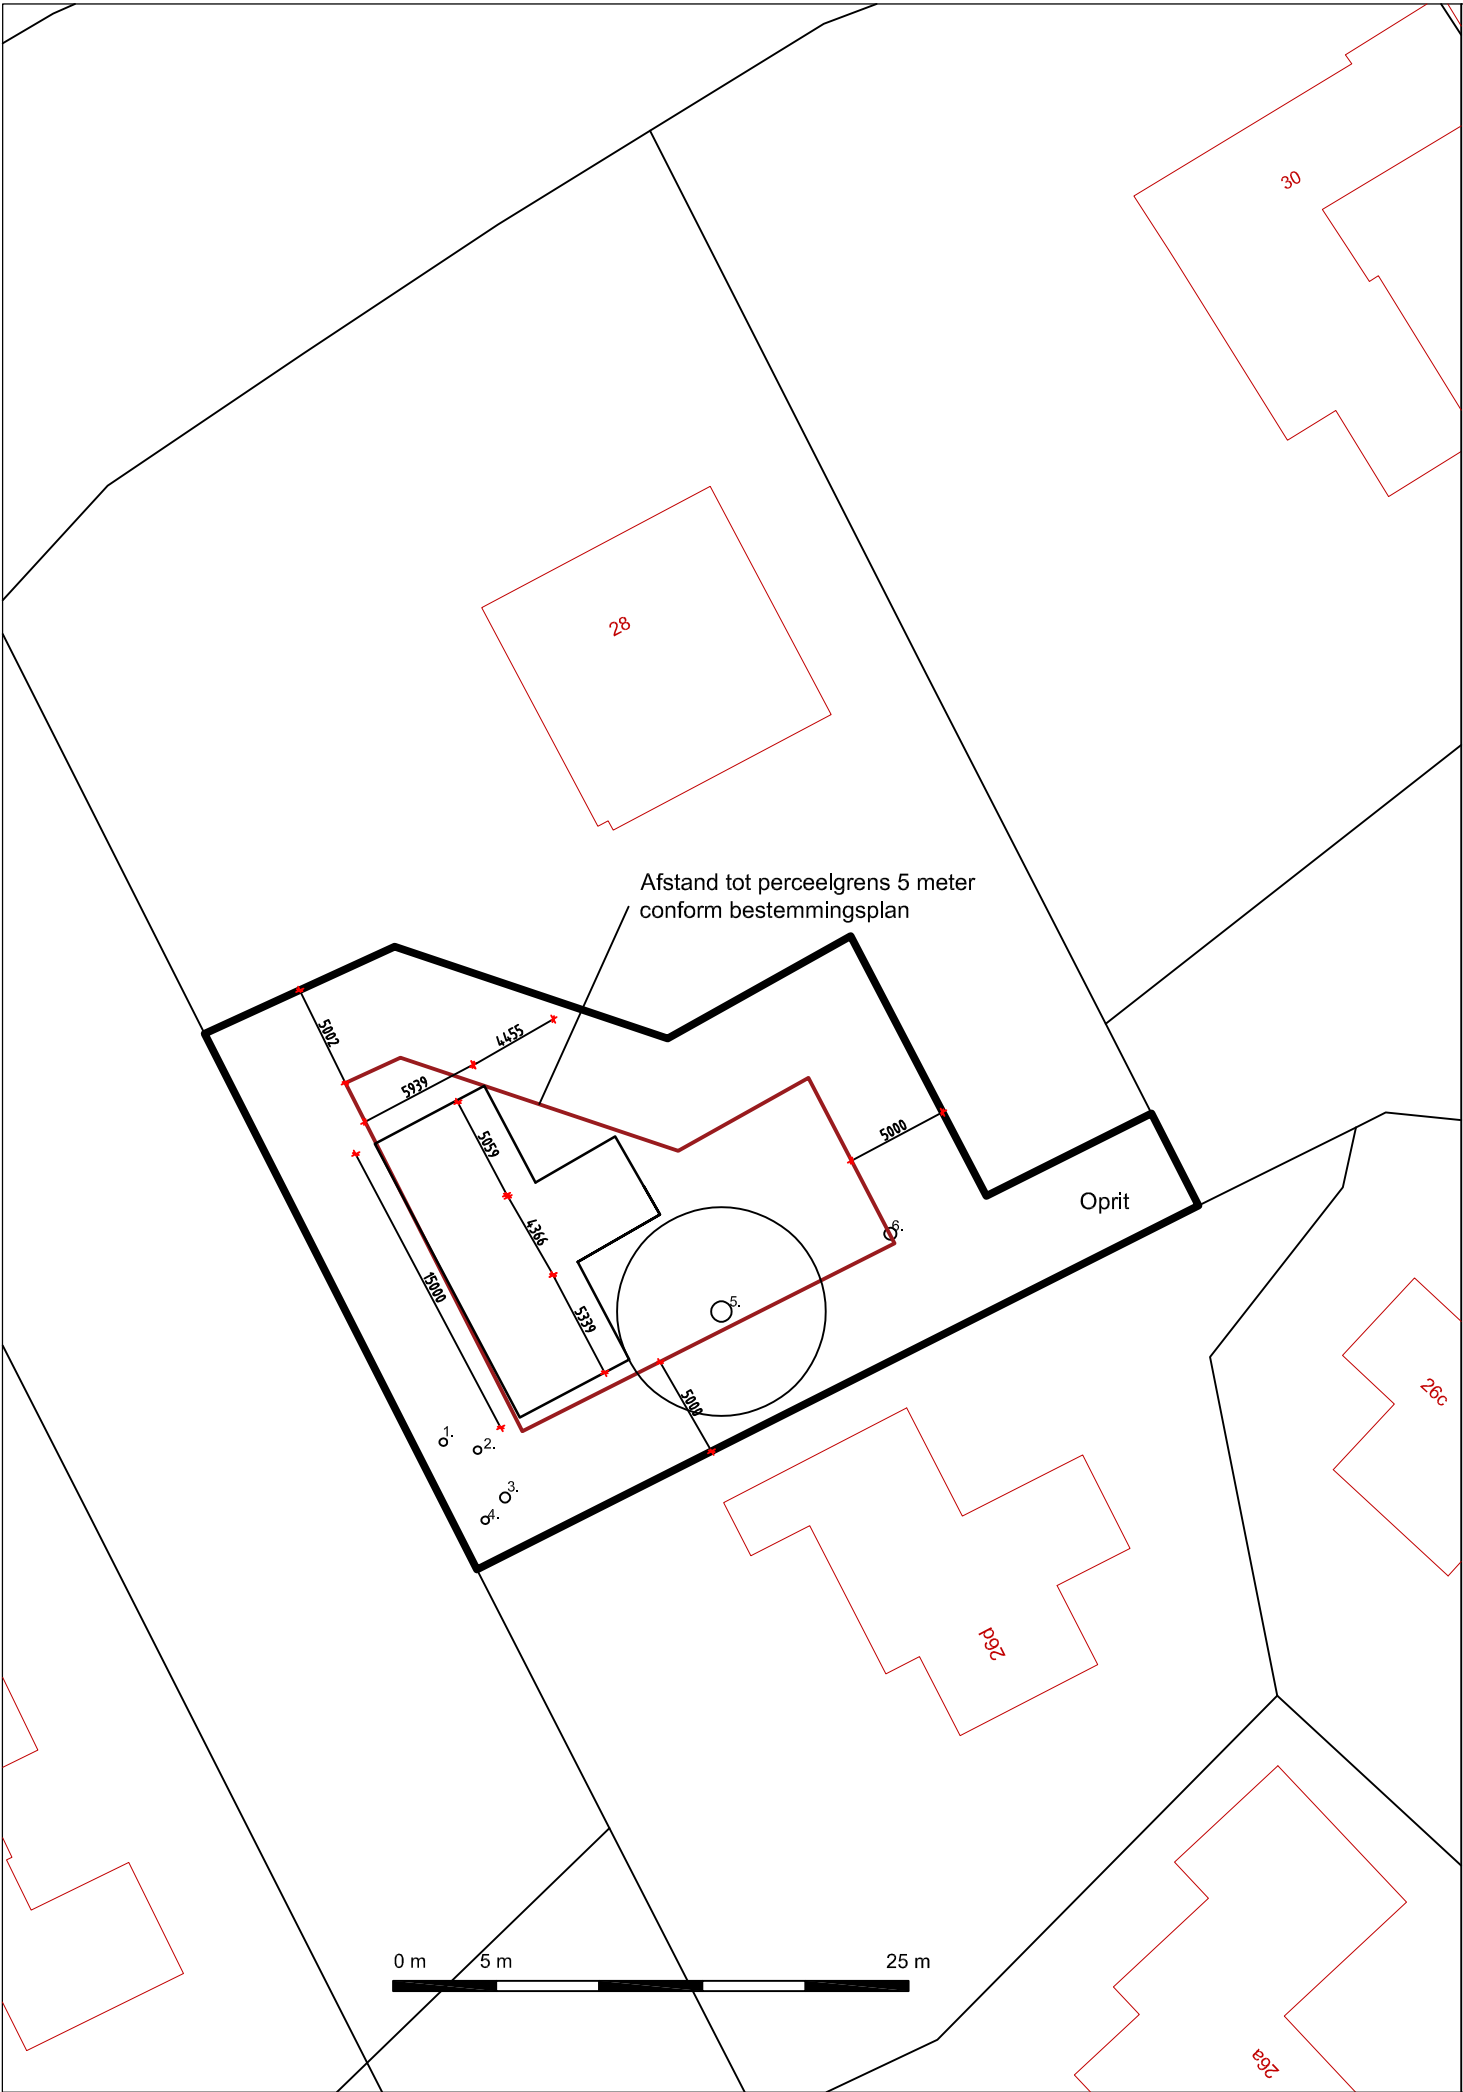 30
28
Afstand tot perceelgrens 5 meter
conform bestemmingsplan
5002
4455
5939
5059
5000
4366
Oprit
6.
15000
5.
5339
5000
1.
2.
3.
4.
26c
26d
0 m 5 m 25 m
26a